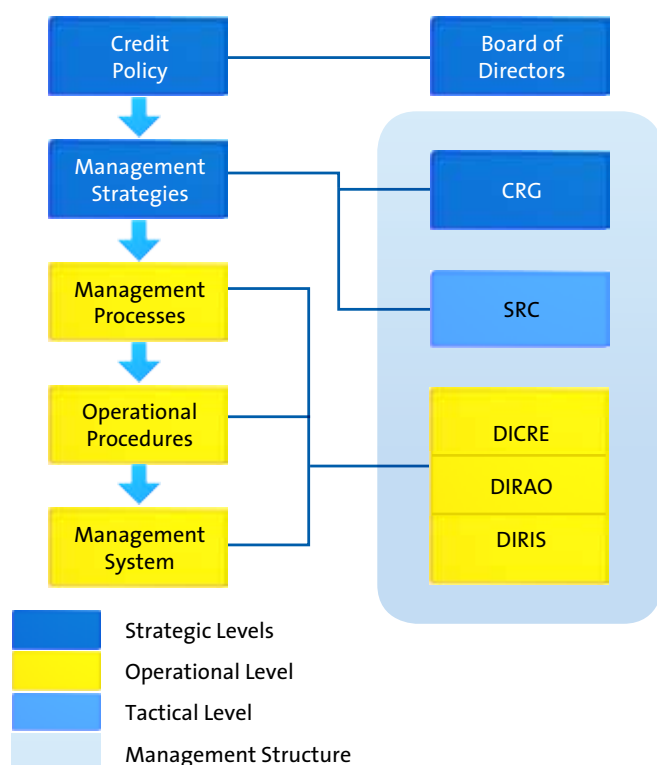 Credit
Policy
Board of
Directors
Management
Strategies
CRG
Management
Processes
SRC
Operational
Procedures
DICRE
DIRAO
Management
System
DIRIS
Strategic Levels
Operational Level
Tactical Level
Management Structure